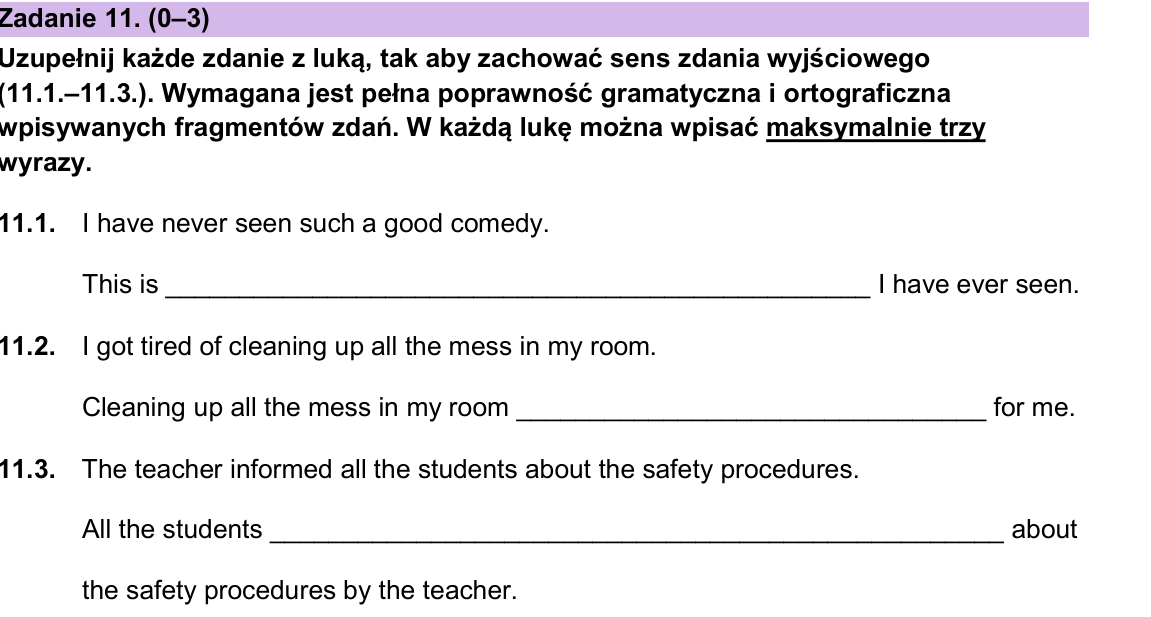 Zadanie 11. (0–3)
Uzupełnij każde zdanie z luką, tak aby zachować sens zdania wyjściowego
(11.1.–11.3.). Wymagana jest pełna poprawność gramatyczna i ortograficzna
wpisywanych fragmentów zdań. W każdą lukę można wpisać maksymalnie trzy
wyrazy.
11.1. I have never seen such a good comedy.
This is ________________________________________________ I have ever seen.
11.2. I got tired of cleaning up all the mess in my room.
Cleaning up all the mess in my room ________________________________ for me.
11.3. The teacher informed all the students about the safety procedures.
All the students __________________________________________________ about
the safety procedures by the teacher.